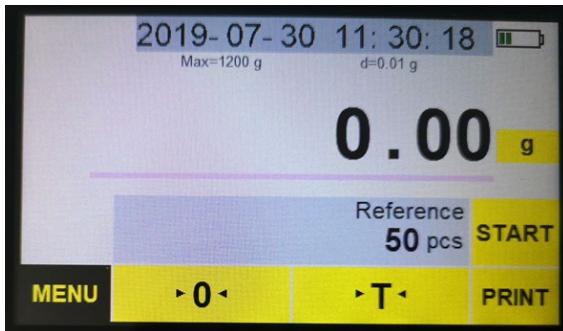 2019-07-30 11:30:18
Max=1200 g d=0.01 g
0.00 g
Reference
50 pcs
START
MENU
▸0◂
▸T◂
PRINT